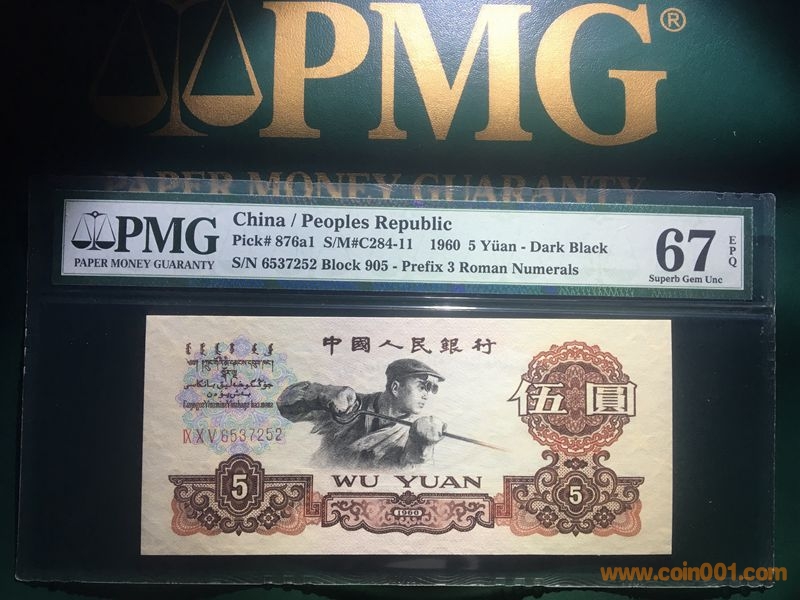 PMG®
PAPER MONEY GUARANTY
PMG
PAPER MONEY GUARANTY
China / Peoples Republic
Pick# 876a1 S/M#C284-11 1960 5 Yüan - Dark Black
S/N 6537252 Block 905 - Prefix 3 Roman Numerals
67 EPQ
Superb Gem Unc
中國人民銀行
伍圓
IX X V 6537252
WU YUAN
5
1960
5
www.coin001.com